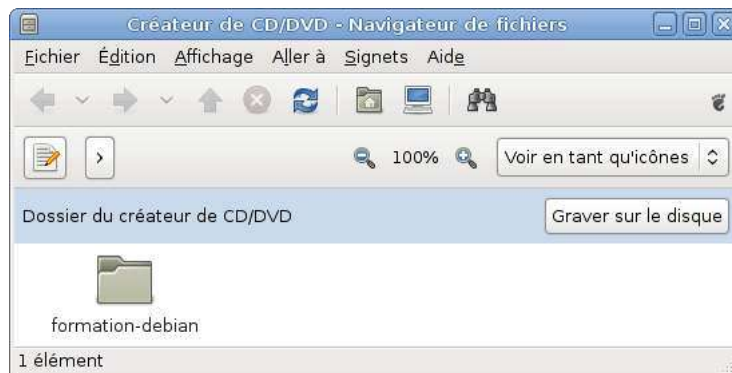 Créateur de CD/DVD - Navigateur de fichiers
Fichier Édition Affichage Aller à Signets Aide
100% Voir en tant qu'icônes
Dossier du créateur de CD/DVD Graver sur le disque
formation-debian
1 élément